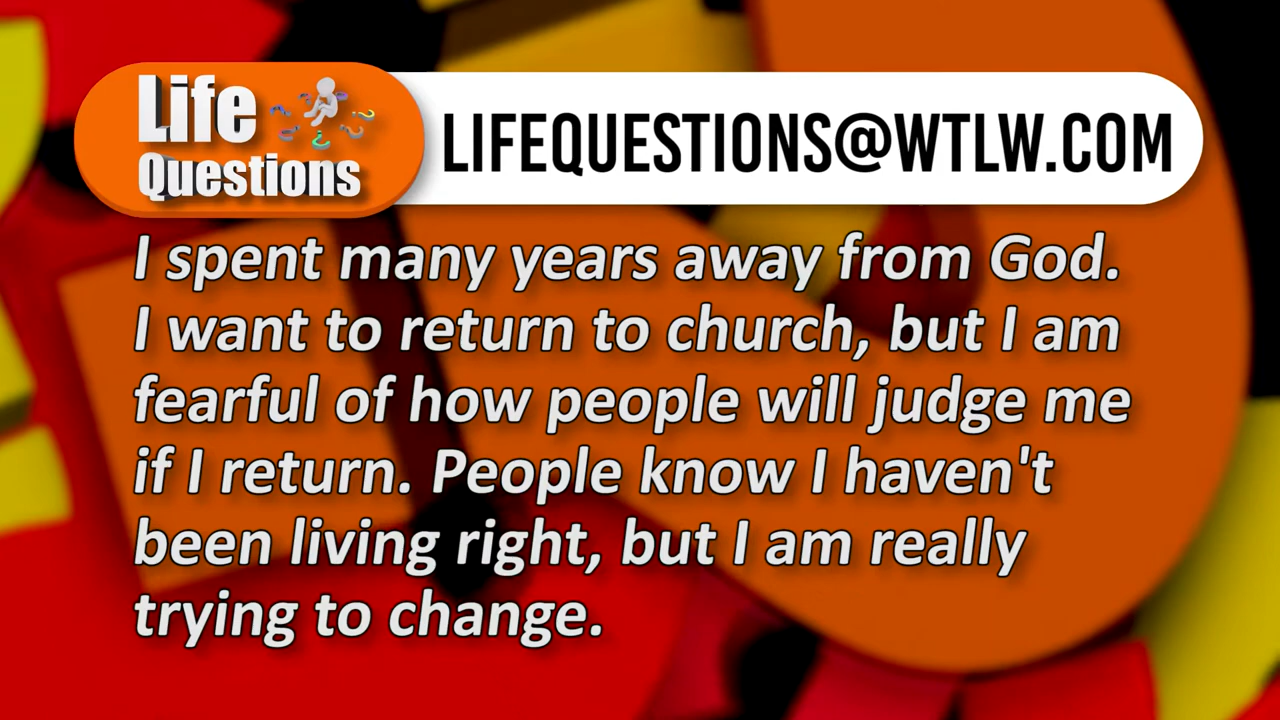 Life
Questions
LIFEQUESTIONS@WTLW.COM
I spent many years away from God.
I want to return to church, but I am
fearful of how people will judge me
if I return. People know I haven't
been living right, but I am really
trying to change.